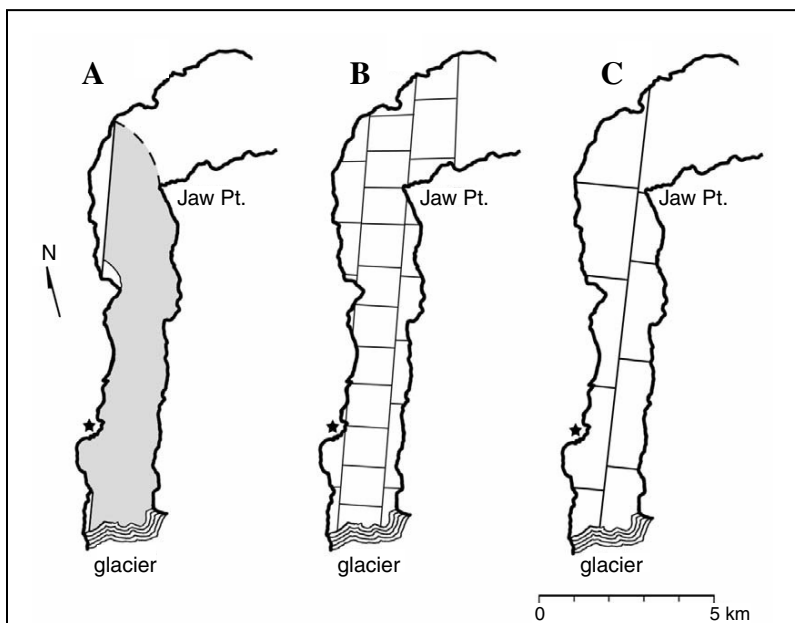 A B C
Jaw Pt. Jaw Pt. Jaw Pt.
N
glacier glacier glacier
0 5 km